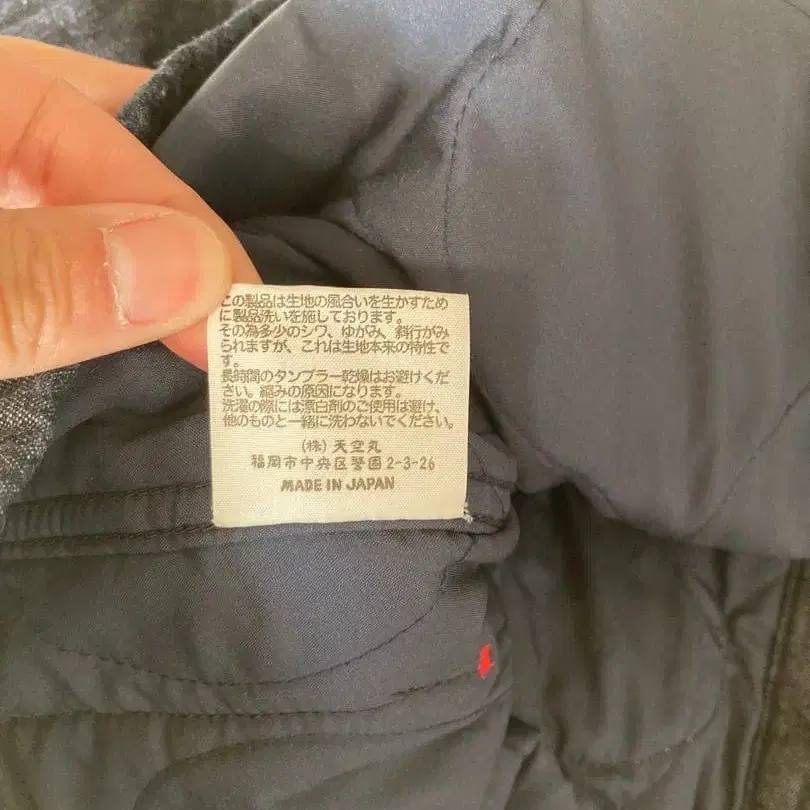 この製品は生地の風合いを生かすため
に製品洗いを施しております。
その為多少のシワ、ゆがみ、斜行がみ
られますが、これは生地本来の特性で
す。
長時間のタンブラー乾燥はお避けくだ
さい。縮みの原因になります。
洗濯の際には漂白剤のご使用は避け、
他のものと一緒に洗わないでください。
(株)天空丸
福岡市中央区警固2-3-26
MADE IN JAPAN